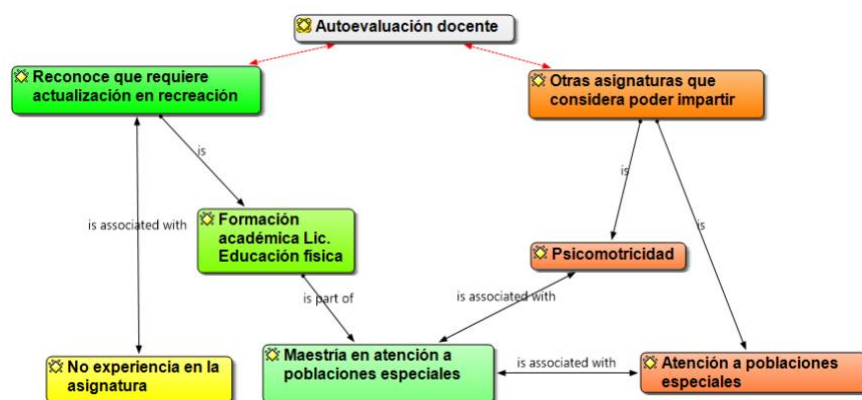 Autoevaluación docente
Reconoce que requiere
actualización en recreación
Otras asignaturas que
considera poder impartir
is
is associated with
is
is
Formación
académica Lic.
Educación física
Psicomotricidad
is part of
is associated with
No experiencia en la
asignatura
Maestría en atención a
poblaciones especiales
is associated with
Atención a poblaciones
especiales